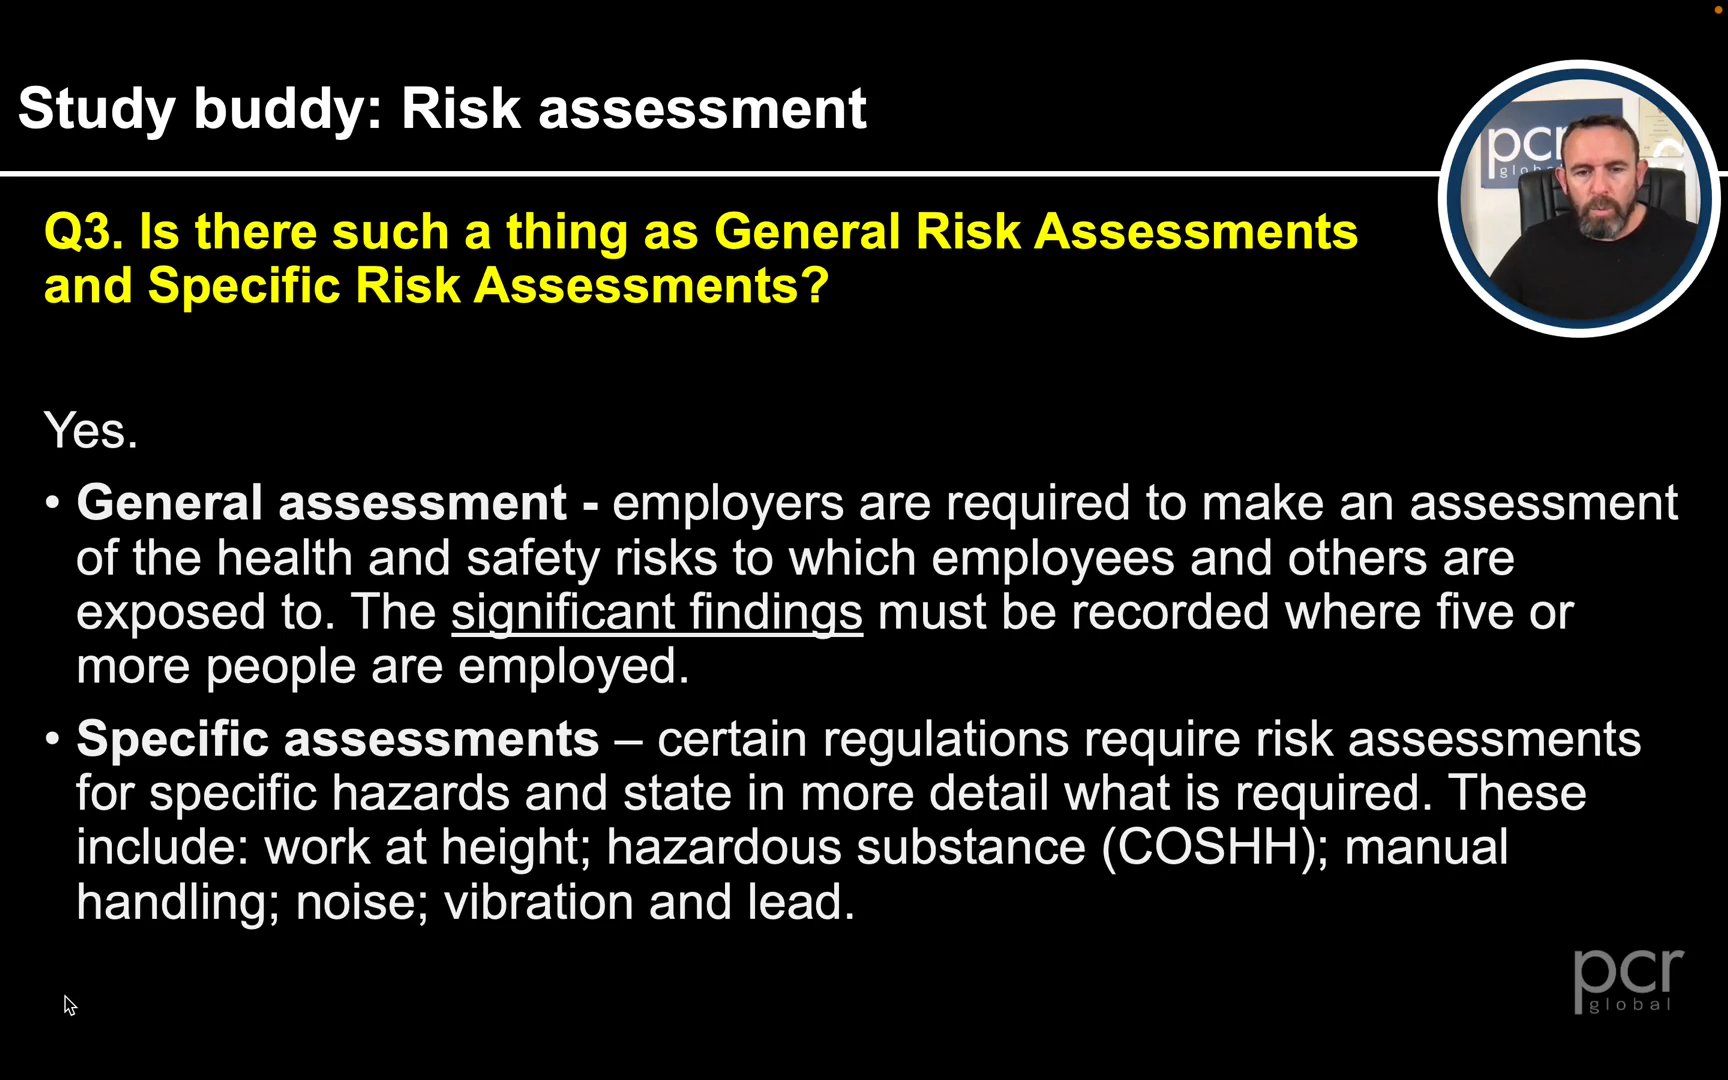 Study buddy: Risk assessment
pcr
global
Q3. Is there such a thing as General Risk Assessments
and Specific Risk Assessments?
Yes.
• General assessment - employers are required to make an assessment
of the health and safety risks to which employees and others are
exposed to. The significant findings must be recorded where five or
more people are employed.
• Specific assessments – certain regulations require risk assessments
for specific hazards and state in more detail what is required. These
include: work at height; hazardous substance (COSHH); manual
handling; noise; vibration and lead.
pcr
global